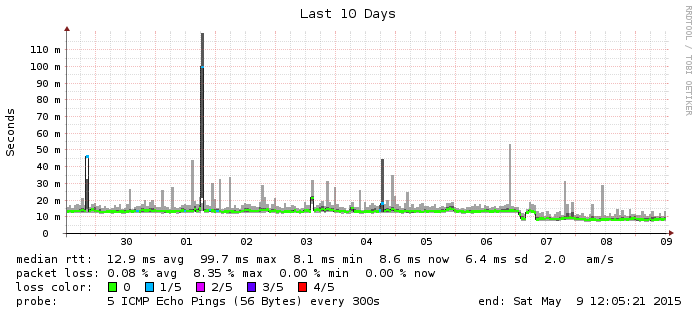 Last 10 Days
RRDTOOL / TOBI OETIKER
Seconds
110 m
100 m
90 m
80 m
70 m
60 m
50 m
40 m
30 m
20 m
10 m
0
30 01 02 03 04 05 06 07 08 09
median rtt: 12.9 ms avg 99.7 ms max 8.1 ms min 8.6 ms now 6.4 ms sd 2.0 am/s
packet loss: 0.08 % avg 8.35 % max 0.00 % min 0.00 % now
loss color: 0 1/5 2/5 3/5 4/5
probe: 5 ICMP Echo Pings (56 Bytes) every 300s end: Sat May 9 12:05:21 2015